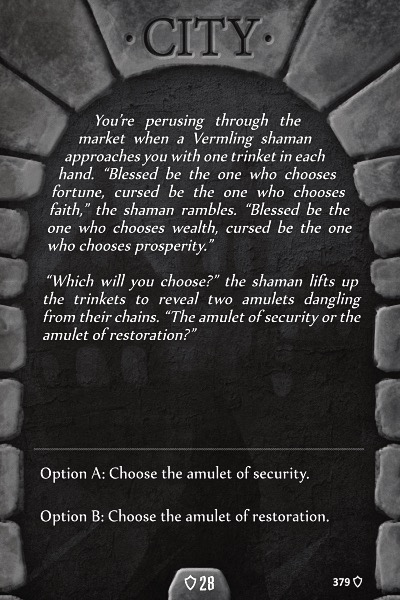 ·CITY·
You're perusing through the
market when a Vermling shaman
approaches you with one trinket in each
hand. “Blessed be the one who chooses
fortune, cursed be the one who chooses
faith,” the shaman rambles. “Blessed be the
one who chooses wealth, cursed be the one
who chooses prosperity.”
“Which will you choose?” the shaman lifts up
the trinkets to reveal two amulets dangling
from their chains. “The amulet of security or the
amulet of restoration?”
Option A: Choose the amulet of security.
Option B: Choose the amulet of restoration.
28
379